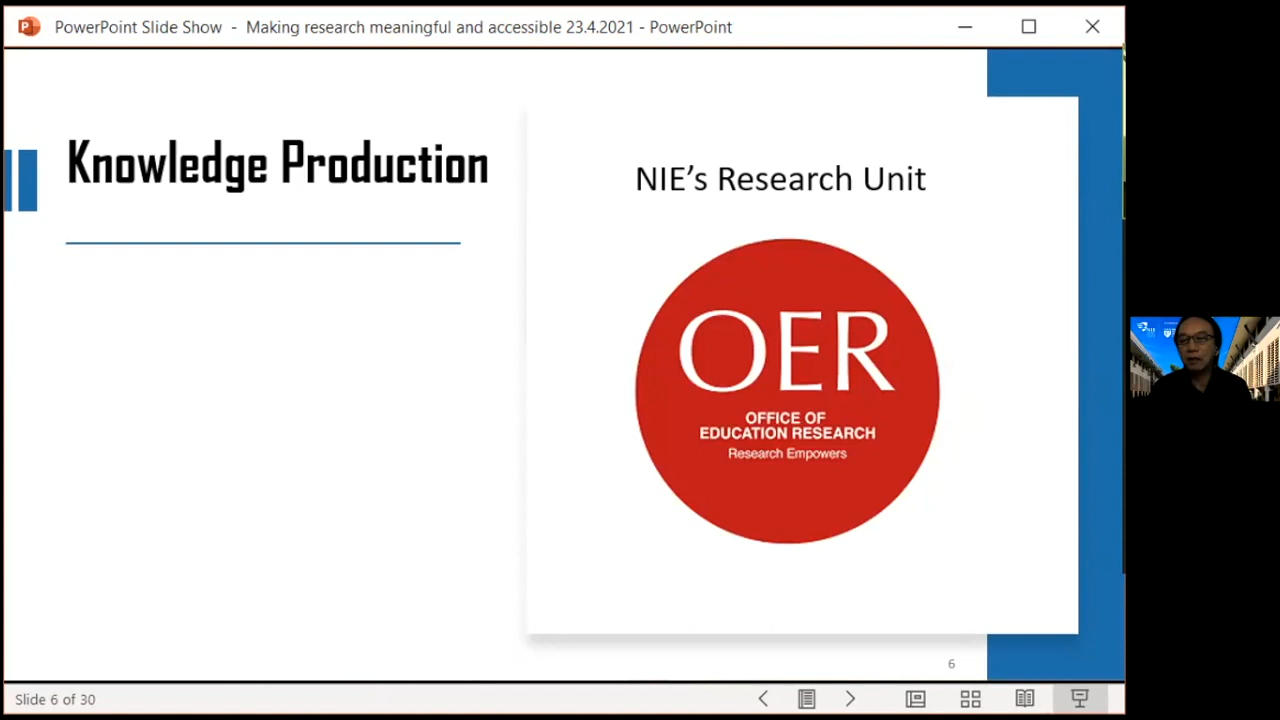 PowerPoint Slide Show - Making research meaningful and accessible 23.4.2021 - PowerPoint
Knowledge Production
NIE’s Research Unit
OER
OFFICE OF
EDUCATION RESEARCH
Research Empowers
6
Slide 6 of 30